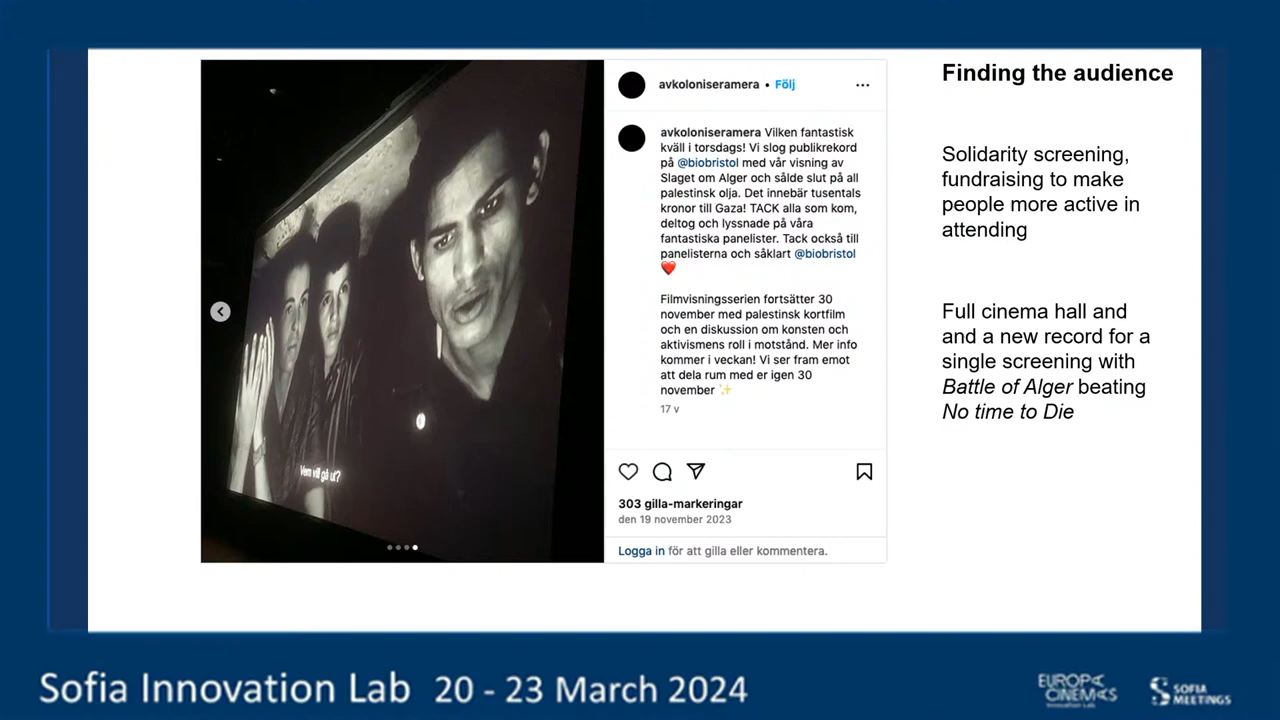 Finding the audience
avkoloniseramera • Följ
avkoloniseramera Vilken fantastisk
kväll i torsdags! Vi slog publikrekord
på @biobristol med vår visning av
Slaget om Alger och sålde slut på all
palestinsk olja. Det innebär tusentals
kronor till Gaza! TACK alla som kom,
deltog och lyssnade på våra
fantastiska panelister. Tack också till
panelisterna och såklart @biobristol
❤️
Filmvisningsserien fortsätter 30
november med palestinsk kortfilm
och en diskussion om konsten och
aktivismens roll i motstånd. Mer info
kommer i veckan! Vi ser fram emot
att dela rum med er igen 30
november ✨
17 v
303 gilla-markeringar
den 19 november 2023
Logga in för att gilla eller kommentera.
Vem vill gå ut?
Solidarity screening,
fundraising to make
people more active in
attending
Full cinema hall and
and a new record for a
single screening with
Battle of Alger beating
No time to Die
Sofia Innovation Lab 20 - 23 March 2024
EUROPA
CINEMAS
Innovation Lab
SOFIA
MEETINGS